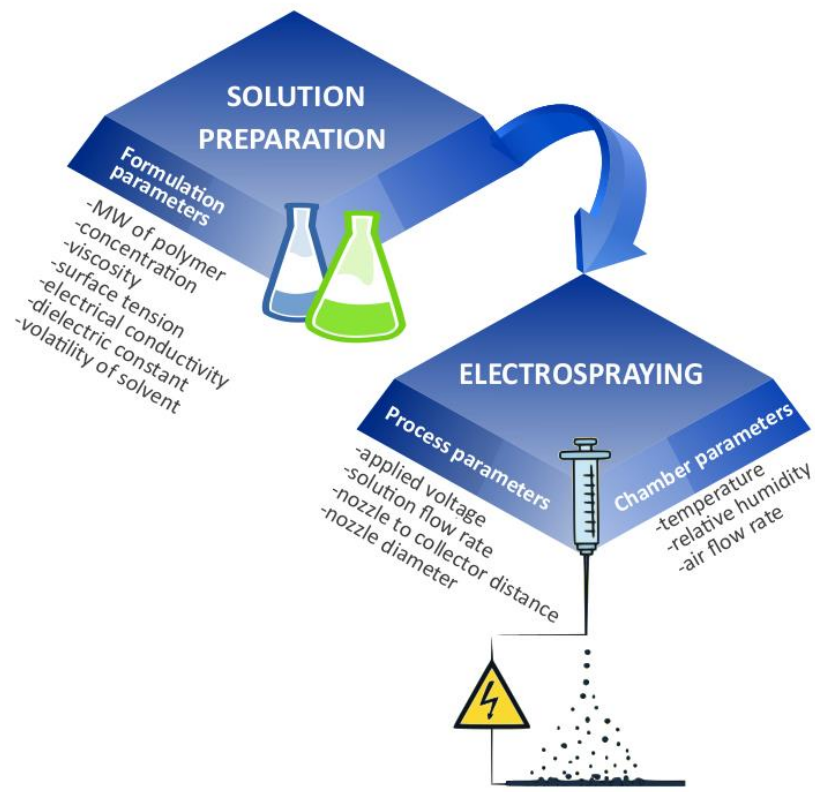 SOLUTION
PREPARATION
Formulation
parameters
-MW of polymer
-concentration
-viscosity
-surface tension
-electrical conductivity
-dielectric constant
-volatility of solvent
ELECTROSPRAYING
Process parameters
-applied voltage
-solution flow rate
-nozzle to collector distance
-nozzle diameter
Chamber parameters
-temperature
-relative humidity
-air flow rate